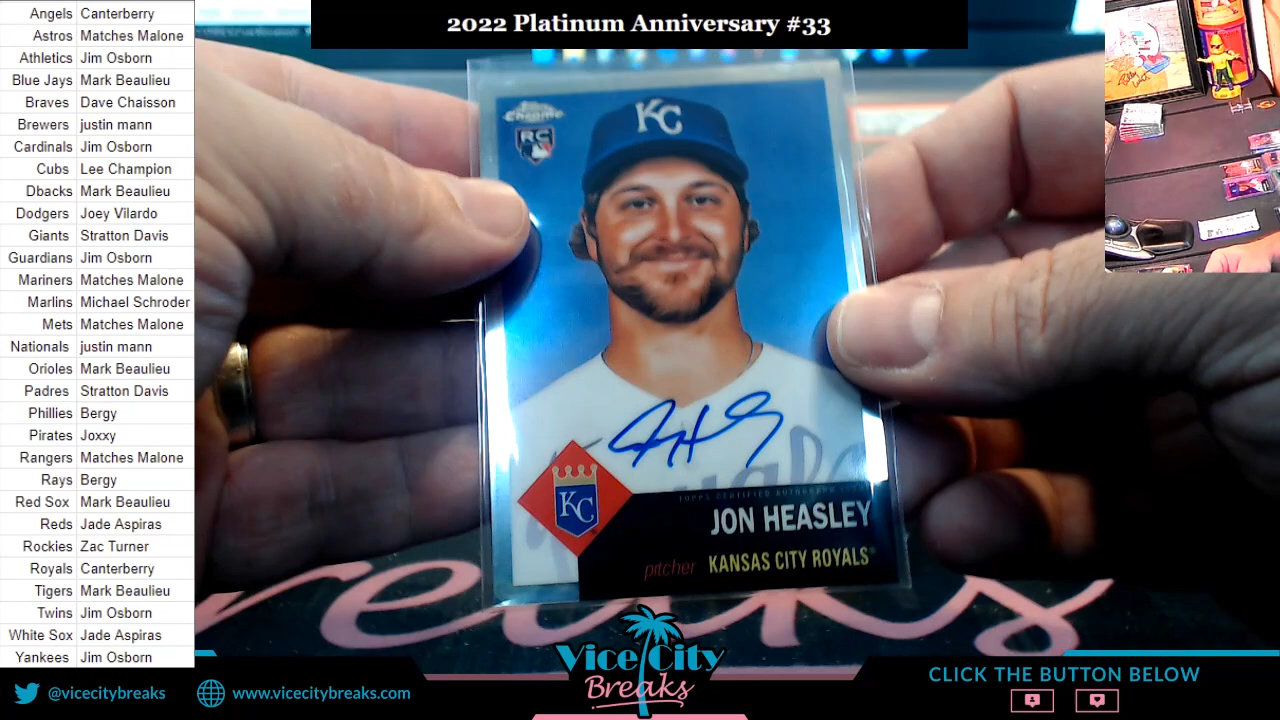 2022 Platinum Anniversary #33
Angels Canterberry
Astros Matches Malone
Athletics Jim Osborn
Blue Jays Mark Beaulieu
Braves Dave Chaisson
Brewers justin mann
Cardinals Jim Osborn
Cubs Lee Champion
Dbacks Mark Beaulieu
Dodgers Joey Vilardo
Giants Stratton Davis
Guardians Jim Osborn
Mariners Matches Malone
Marlins Michael Schroder
Mets Matches Malone
Nationals justin mann
Orioles Mark Beaulieu
Padres Stratton Davis
Phillies Bergy
Pirates Joxxy
Rangers Matches Malone
Rays Bergy
Red Sox Mark Beaulieu
Reds Jade Aspiras
Rockies Zac Turner
Royals Canterberry
Tigers Mark Beaulieu
Twins Jim Osborn
White Sox Jade Aspiras
Yankees Jim Osborn
Topps
Chrome
RC
KC
KC
TOPPS CERTIFIED AUTOGRAPH ISSUE
JON HEASLEY
pitcher KANSAS CITY ROYALS
Vice City
Breaks
@vicecitybreaks
www.vicecitybreaks.com
CLICK THE BUTTON BELOW